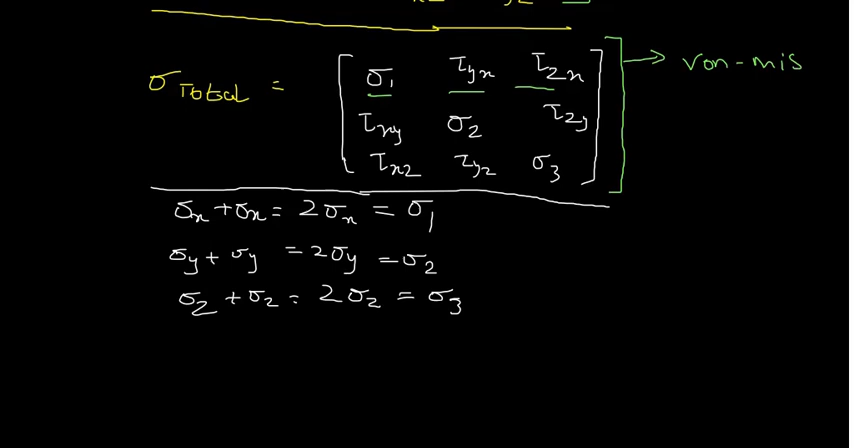 σTotal = [ σ1 τyx τzx → von-mis
τxy σ2 τzy
τxz τyz σ3 ]
σx + σx = 2σx = σ1
σy + σy = 2σy = σ2
σz + σz = 2σz = σ3